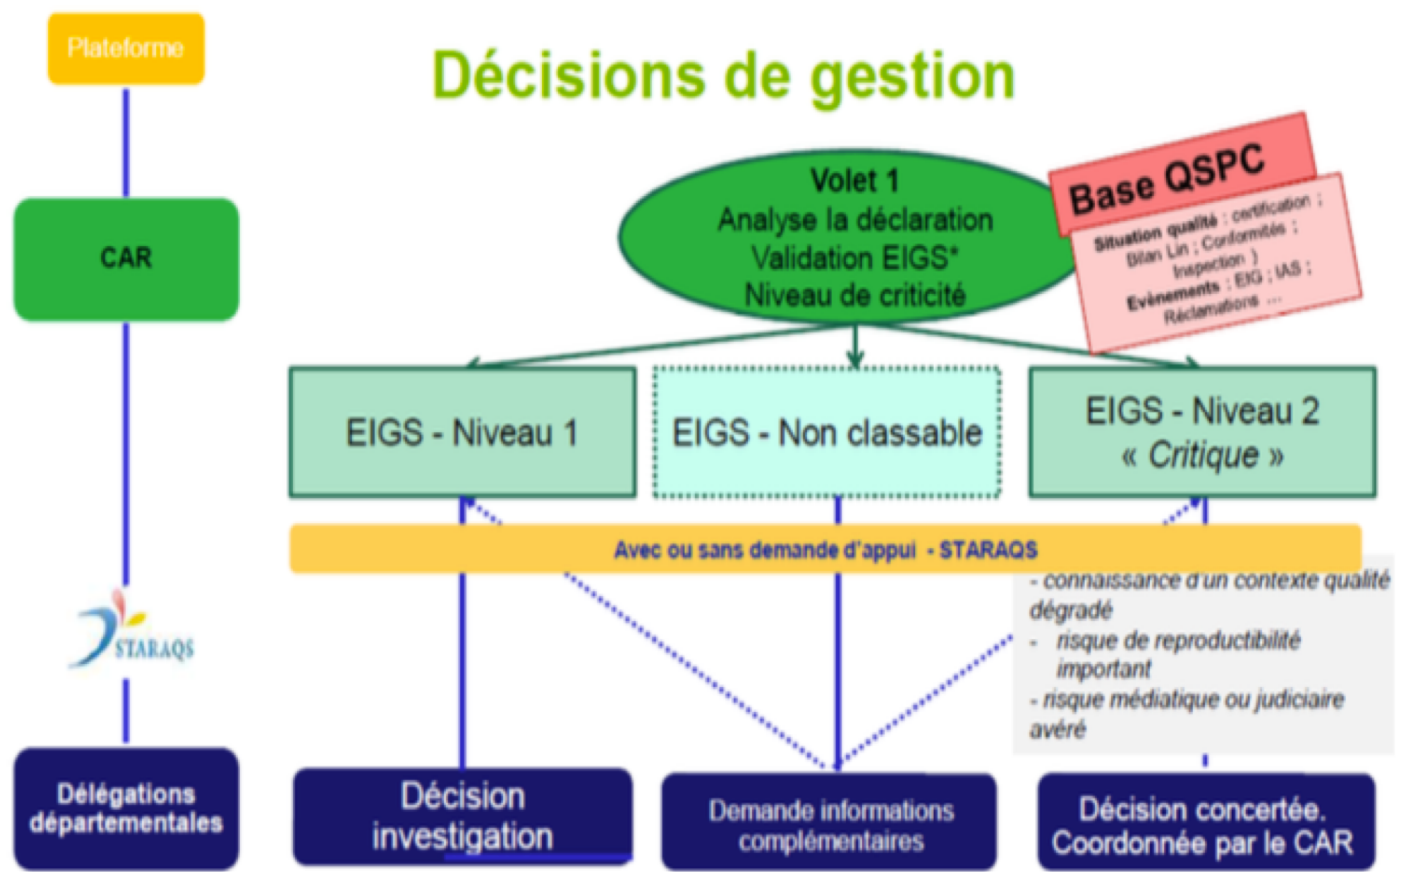 Plateforme
Décisions de gestion
CAR
Volet 1
Analyse la déclaration
Validation EIGS*
Niveau de criticité
Base QSPC
Situation qualité : certification ;
Bilan Lin ; Conformités ;
Inspection )
Evènements : EIG ; IAS ;
Réclamations ...
EIGS - Niveau 1
EIGS - Non classable
EIGS - Niveau 2
« Critique »
Avec ou sans demande d'appui - STARAQS
- connaissance d'un contexte qualité
dégradé
- risque de reproductibilité
important
- risque médiatique ou judiciaire
avéré
STARAQS
Délégations
départementales
Décision
investigation
Demande informations
complémentaires
Décision concertée.
Coordonnée par le CAR